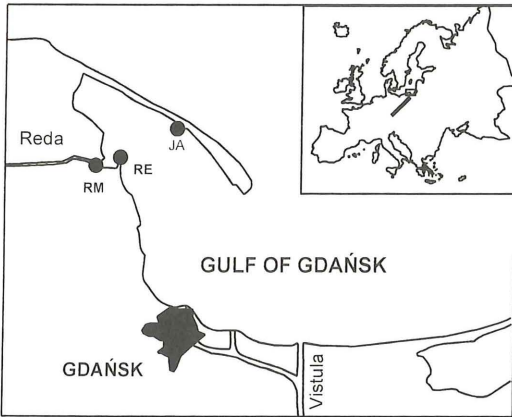 Reda
JA
RE
RM
GULF OF GDAŃSK
GDAŃSK
Vistula